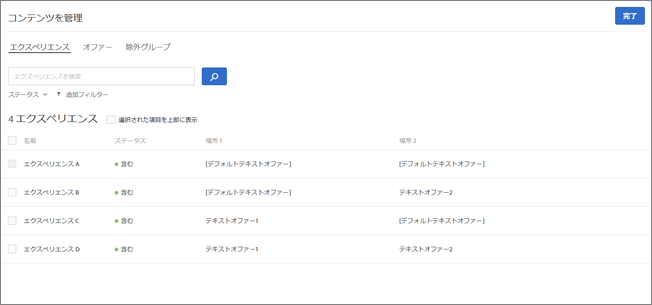 コンテンツを管理
完了
エクスペリエンス オファー 除外グループ
エクスペリエンスを検索
ステータス 追加フィルター
4 エクスペリエンス 選択された項目を上部に表示
名前 ステータス 場所 1 場所 2
エクスペリエンス A 含む [デフォルトテキストオファー] [デフォルトテキストオファー]
エクスペリエンス B 含む [デフォルトテキストオファー] テキストオファー2
エクスペリエンス C 含む テキストオファー1 [デフォルトテキストオファー]
エクスペリエンス D 含む テキストオファー1 テキストオファー2